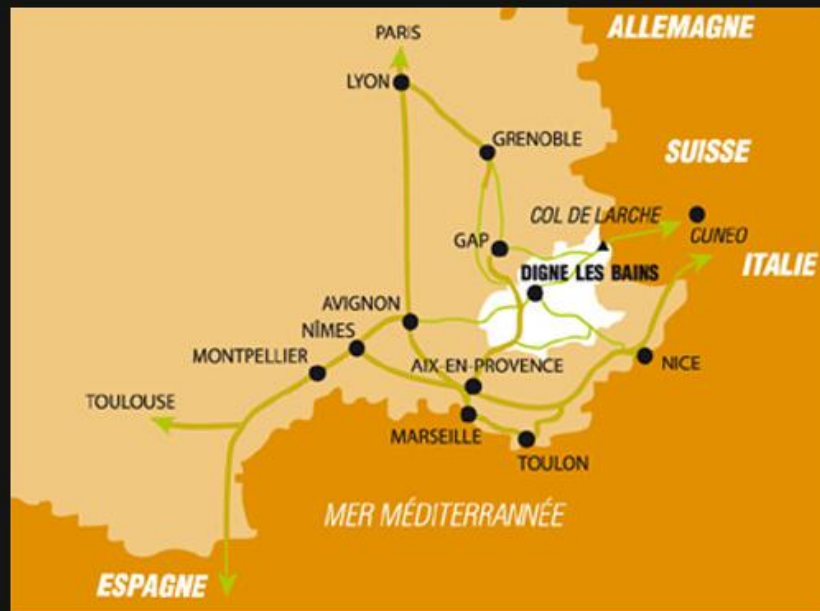 ALLEMAGNE
PARIS
LYON
GRENOBLE
SUISSE
COL DE LARCHE
CUNEO
GAP
ITALIE
DIGNE LES BAINS
AVIGNON
NÎMES
MONTPELLIER
AIX-EN-PROVENCE
NICE
TOULOUSE
MARSEILLE
TOULON
MER MÉDITERRANNÉE
ESPAGNE